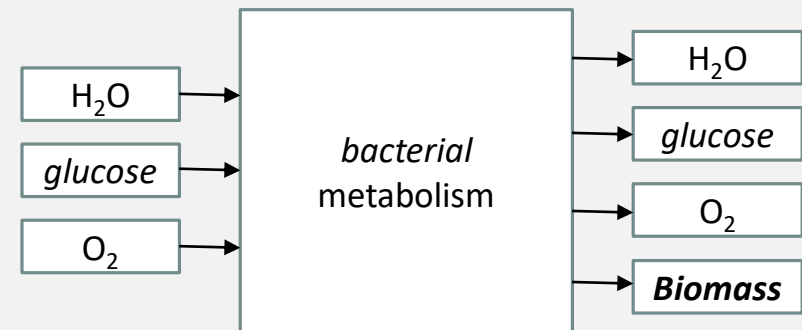 H₂O
glucose
O₂
bacterial
metabolism
H₂O
glucose
O₂
Biomass